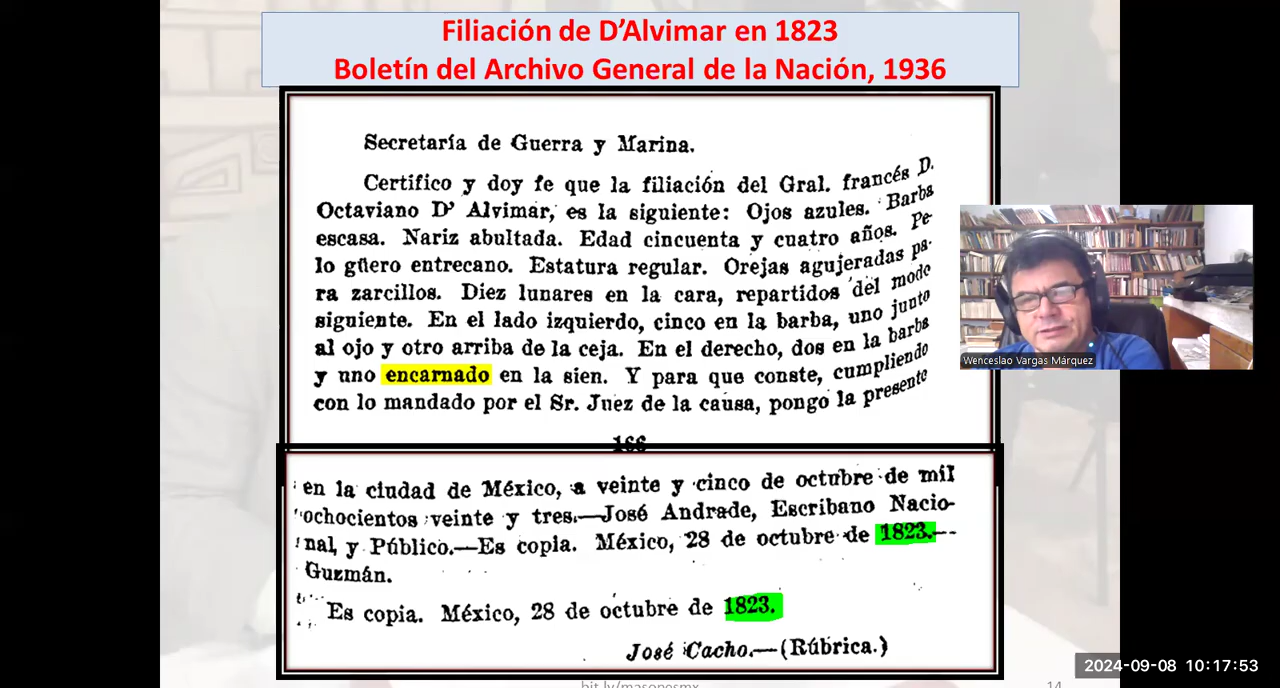 Filiación de D'Alvimar en 1823
Boletín del Archivo General de la Nación, 1936
Secretaría de Guerra y Marina.
Certifico y doy fe que la filiación del Gral. francés D.
Octaviano D' Alvimar, es la siguiente: Ojos azules. Barba
escasa. Nariz abultada. Edad cincuenta y cuatro años. Pe-
lo güero entrecano. Estatura regular. Orejas agujeradas pa-
ra zarcillos. Diez lunares en la cara, repartidos del modo
siguiente. En el lado izquierdo, cinco en la barba, uno junto
al ojo y otro arriba de la ceja. En el derecho, dos en la barba
y uno encarnado en la sien. Y para que conste, cumpliendo
con lo mandado por el Sr. Juez de la causa, pongo la presente
166
en la ciudad de México, a veinte y cinco de octubre de mil
ochocientos veinte y tres.—José Andrade, Escribano Nacio-
nal y Público.—Es copia. México, 28 de octubre de 1823.—
Guzmán.
Es copia. México, 28 de octubre de 1823.
José Cacho.—(Rúbrica.)
Wenceslao Vargas Márquez
bit.ly/masonesmx
14
2024-09-08 10:17:53